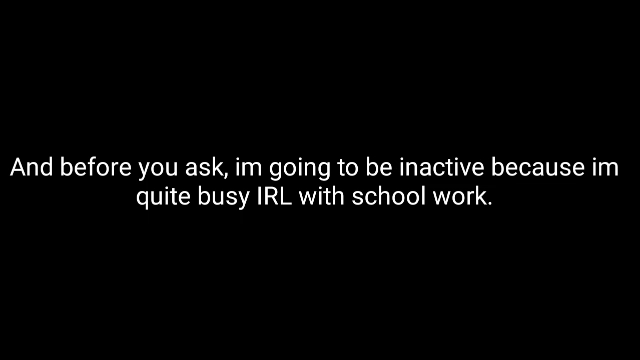 And before you ask, im going to be inactive because im
quite busy IRL with school work.